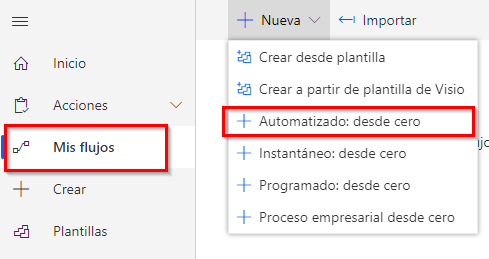 Nueva
Importar
Inicio
Acciones
Mis flujos
Crear
Plantillas
Crear desde plantilla
Crear a partir de plantilla de Visio
Automatizado: desde cero
Instantáneo: desde cero
Programado: desde cero
Proceso empresarial desde cero